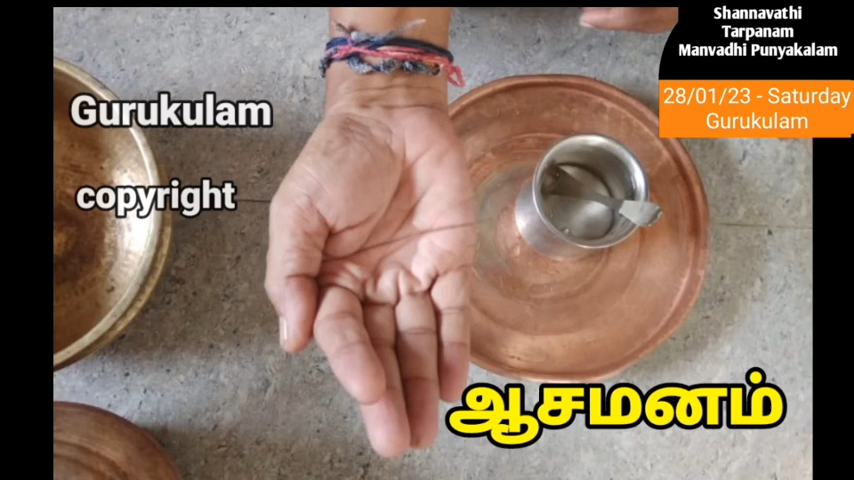 Shannavathi
Tarpanam
Manvadhi Punyakalam
28/01/23 - Saturday
Gurukulam
Gurukulam
copyright
ஆசமனம்